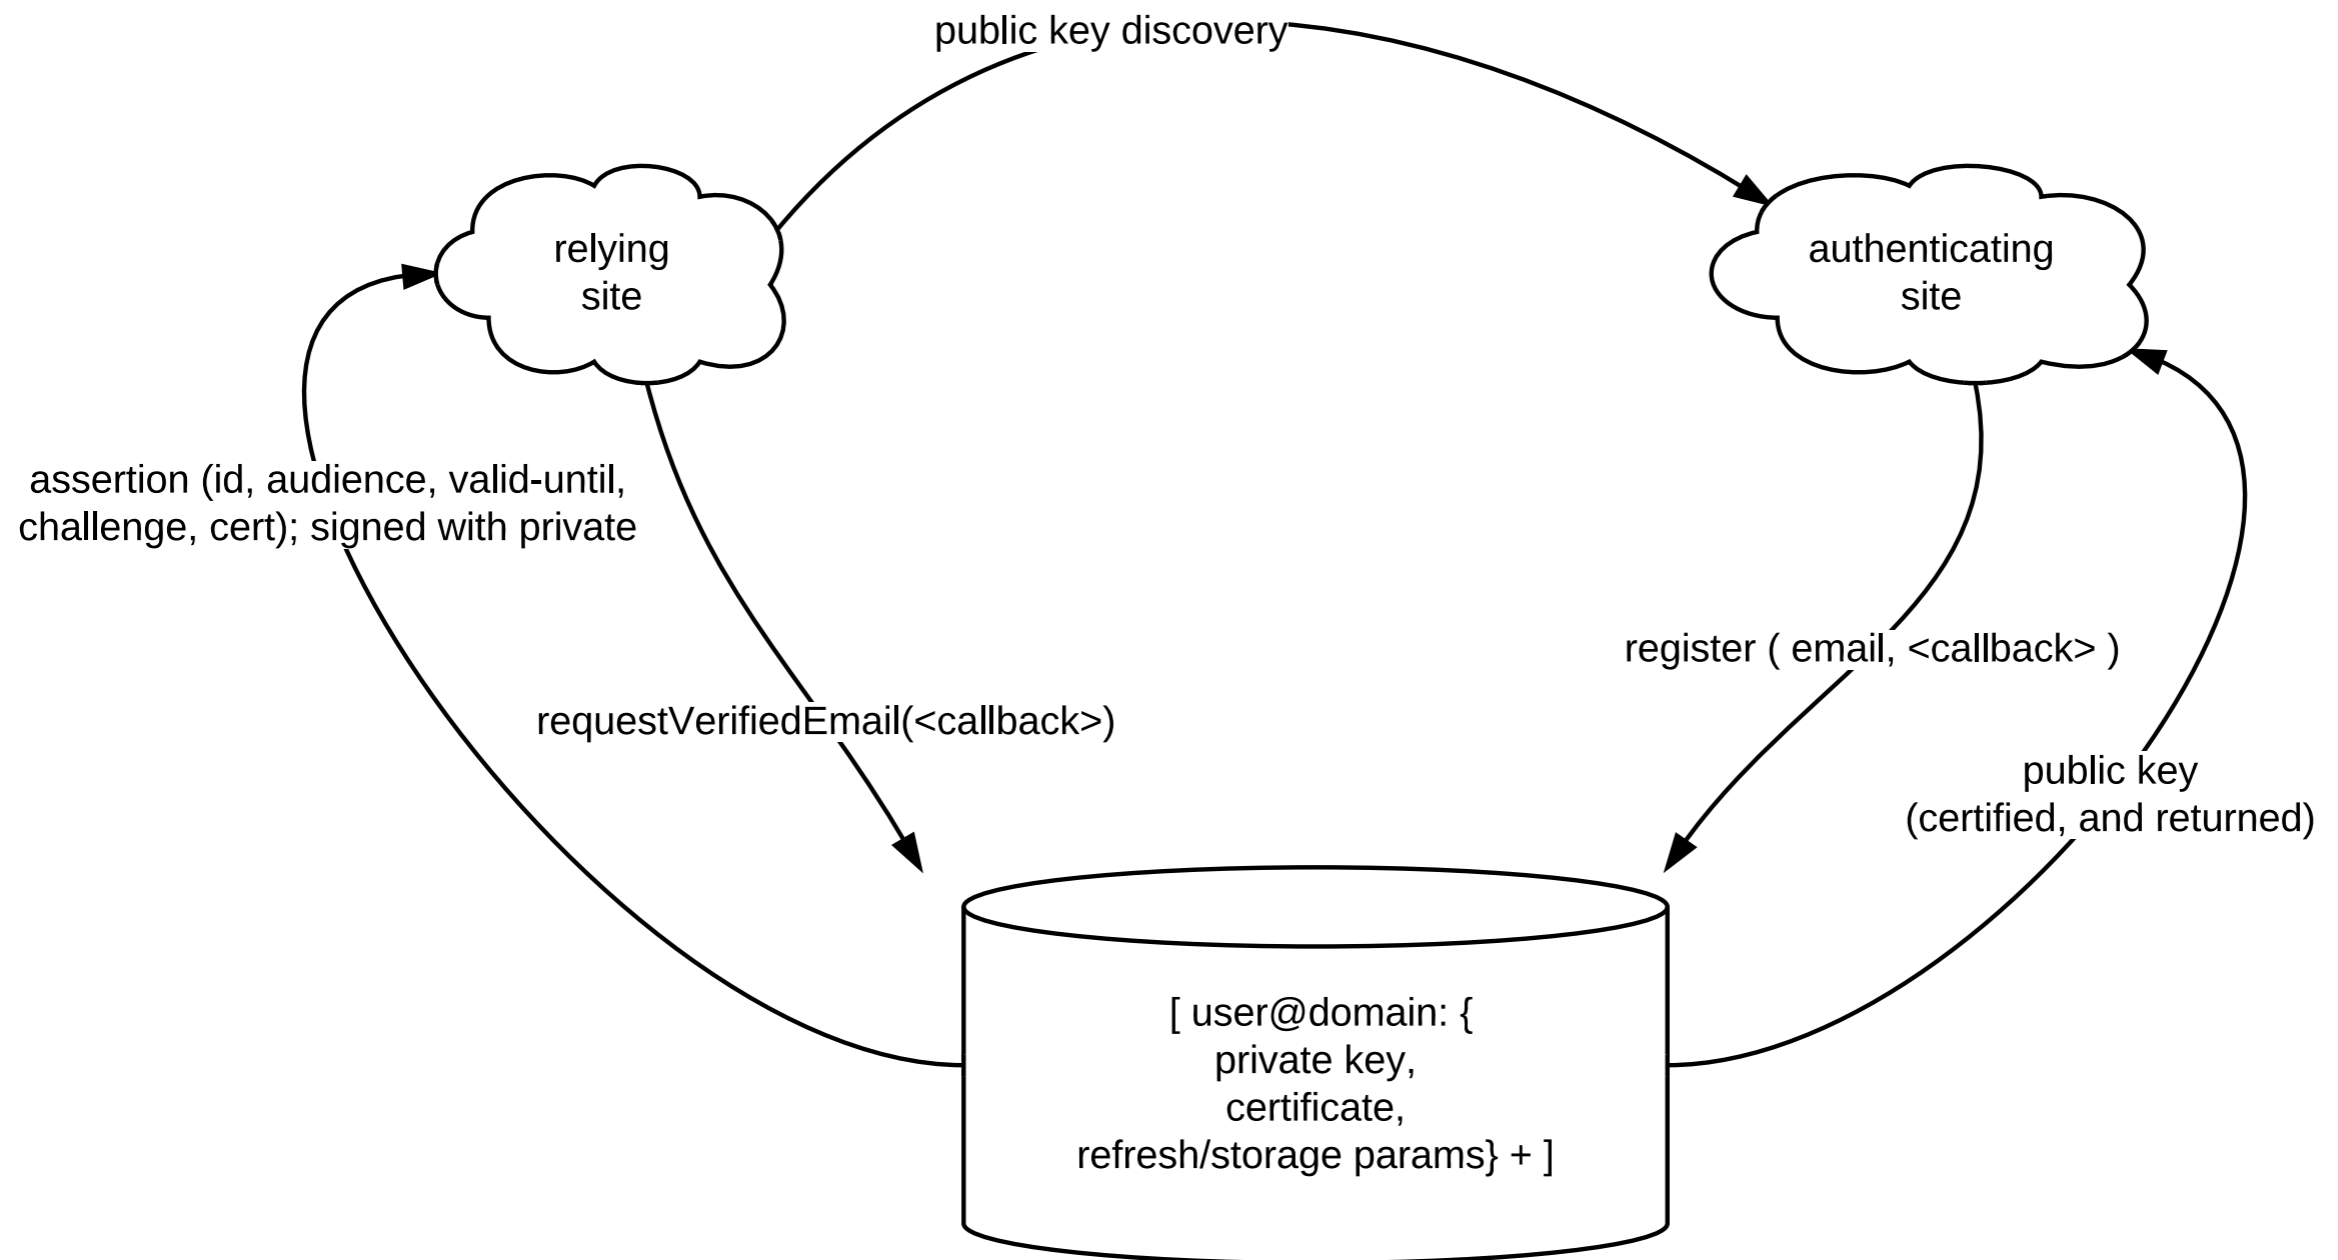 public key discovery
relying
site
authenticating
site
assertion (id, audience, valid-until,
challenge, cert); signed with private
register ( email, <callback> )
requestVerifiedEmail(<callback>)
public key
(certified, and returned)
[ user@domain: {
private key,
certificate,
refresh/storage params} + ]